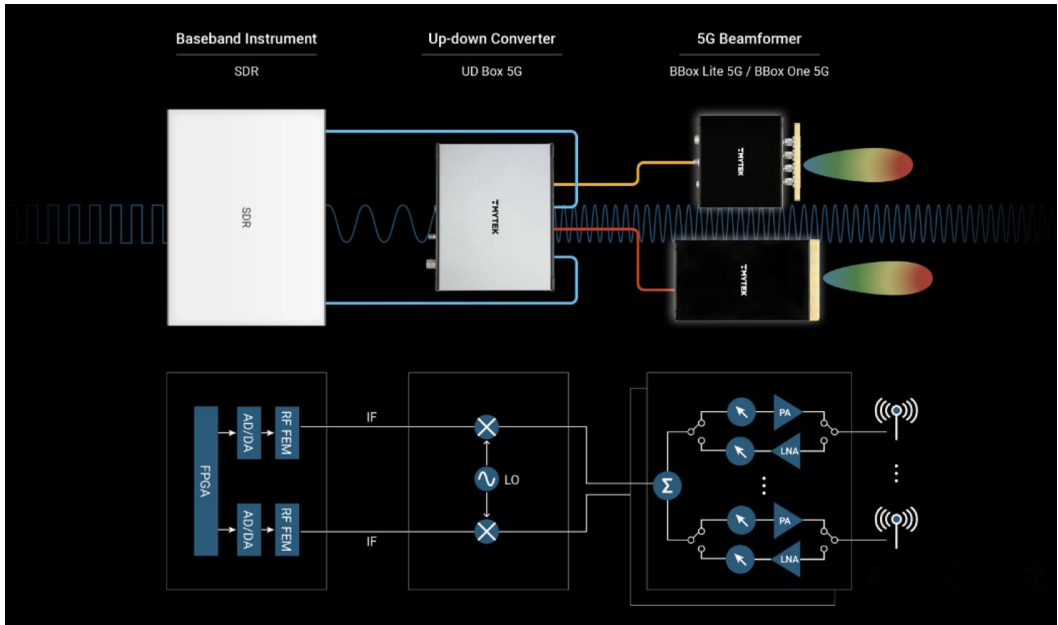 Baseband Instrument
SDR
Up-down Converter
UD Box 5G
5G Beamformer
BBox Lite 5G / BBox One 5G
SDR
TMYTEK
TMYTEK
TMYTEK
FPGA
AD/DA
RF FEM
IF
AD/DA
RF FEM
IF
LO
Σ
PA
LNA
PA
LNA